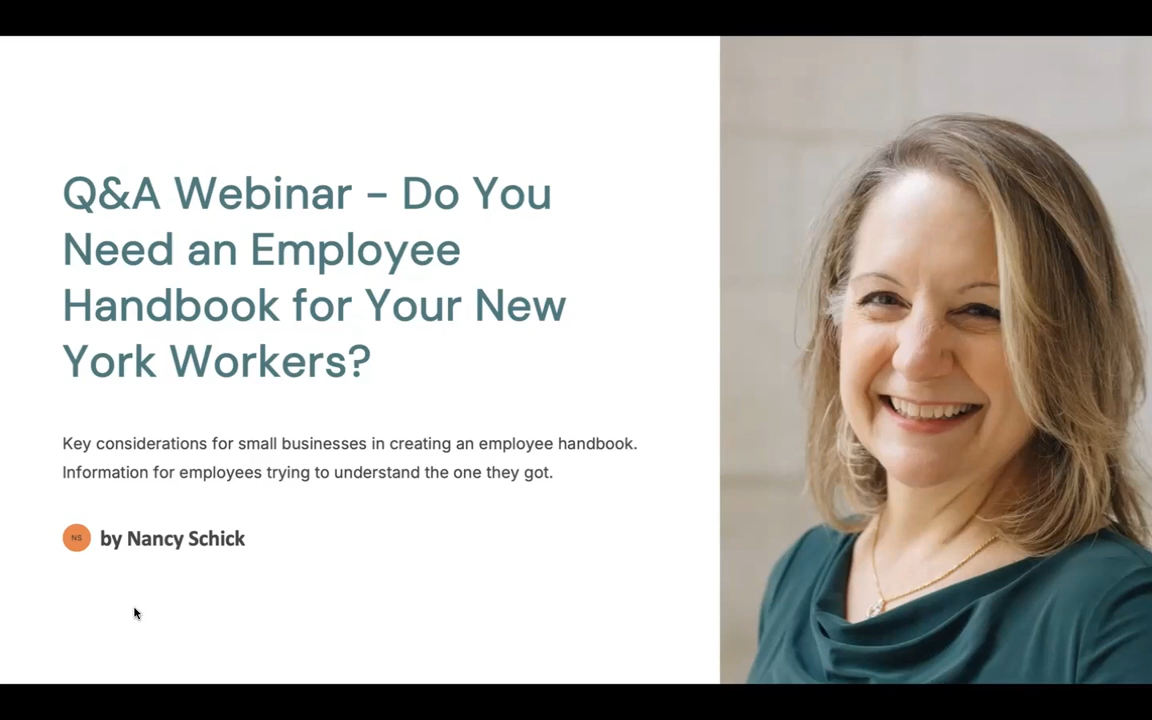 Q&A Webinar – Do You
Need an Employee
Handbook for Your New
York Workers?
Key considerations for small businesses in creating an employee handbook.
Information for employees trying to understand the one they got.
NS by Nancy Schick